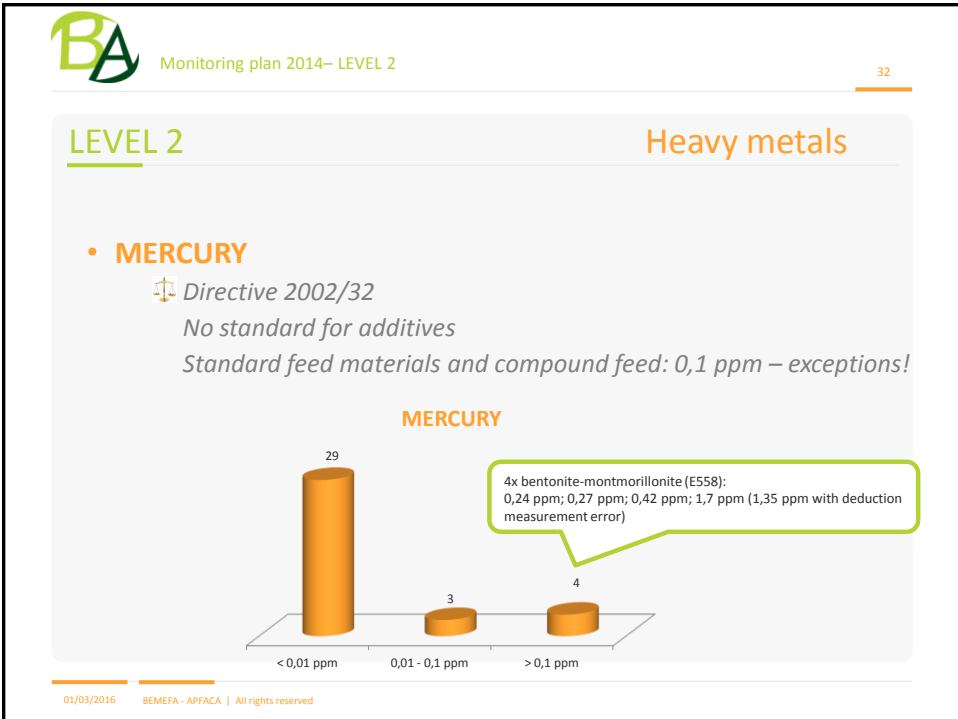 BA
Monitoring plan 2014– LEVEL 2
32
LEVEL 2
Heavy metals
• MERCURY
Directive 2002/32
No standard for additives
Standard feed materials and compound feed: 0,1 ppm – exceptions!
MERCURY
29
4x bentonite-montmorillonite (E558):
0,24 ppm; 0,27 ppm; 0,42 ppm; 1,7 ppm (1,35 ppm with deduction
measurement error)
3
4
< 0,01 ppm
0,01 - 0,1 ppm
> 0,1 ppm
01/03/2016
BEMEFA - APFACA | All rights reserved